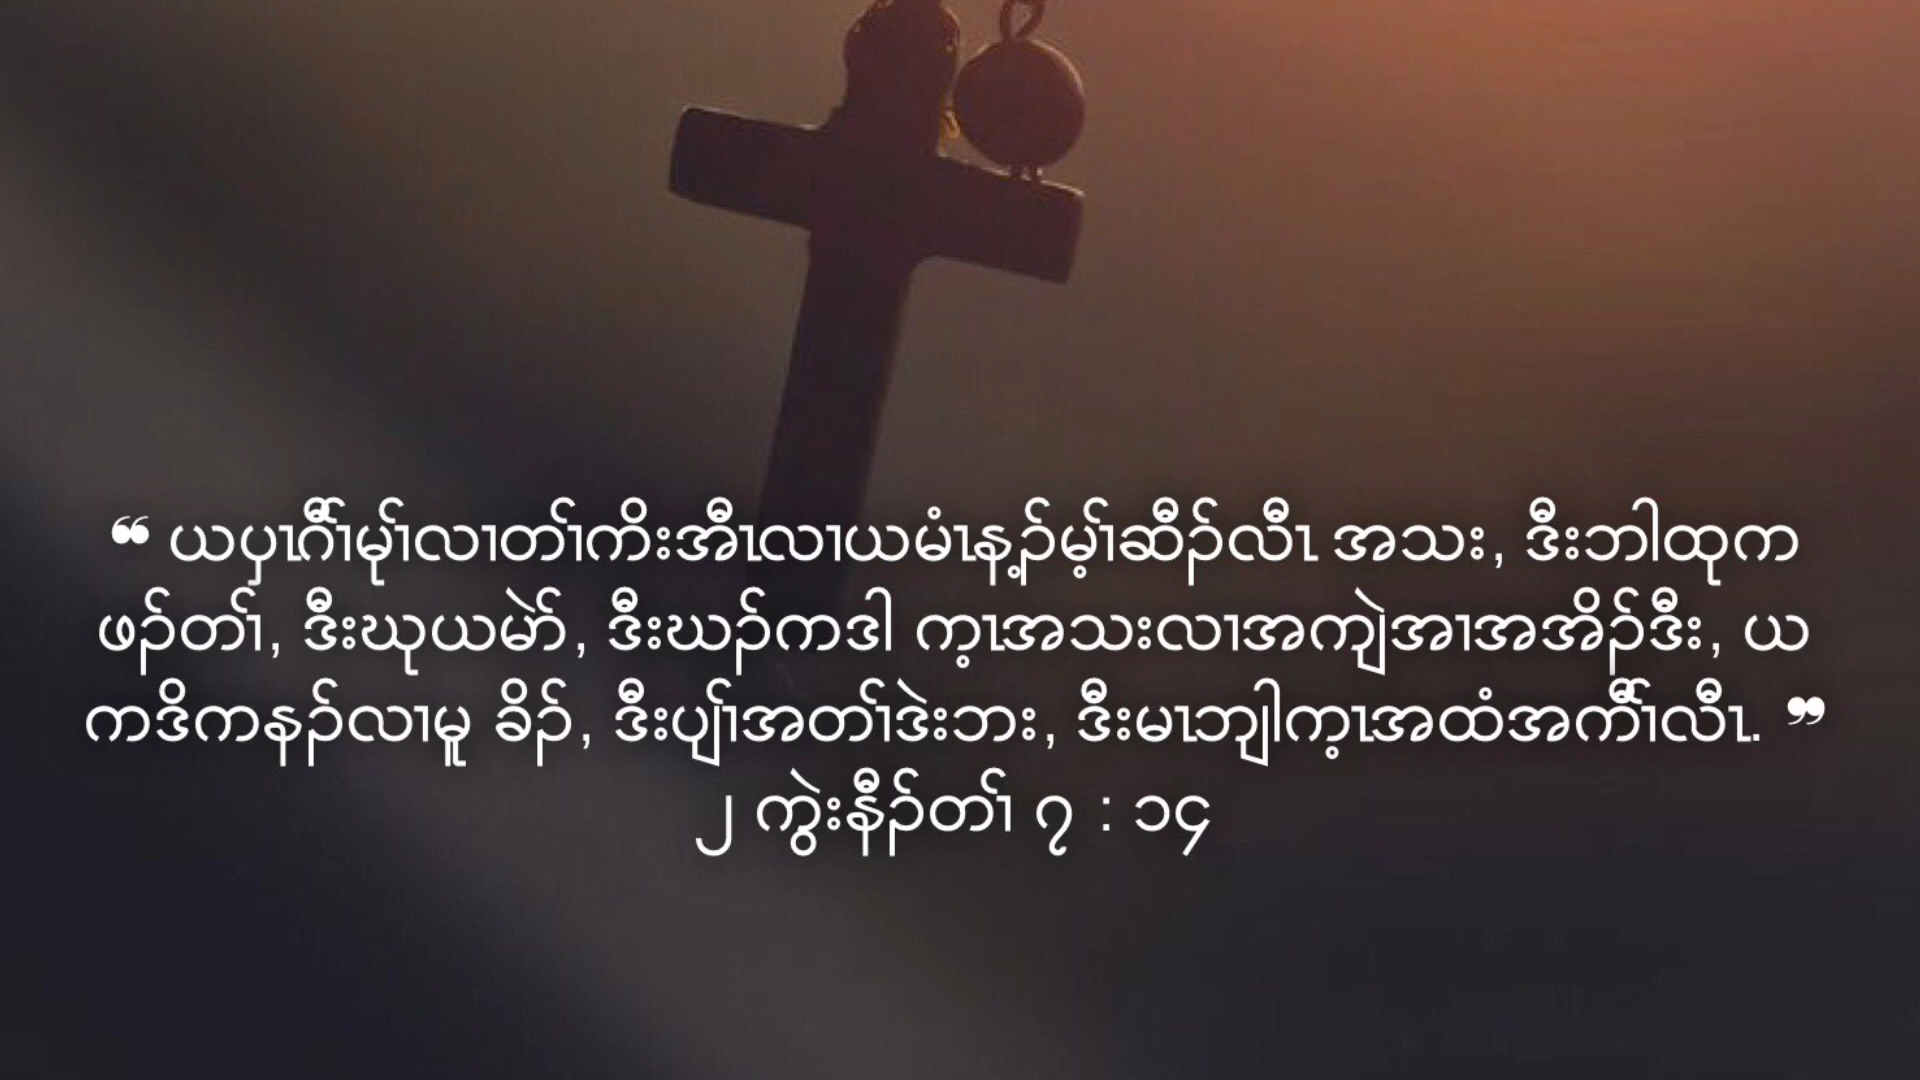 ❝ ယပှၤဂီၢ်မုၢ်လၢတၢ်ကိးအီၤလၢယမံၤန့ၣ်မ့ၢ်ဆီၣ်လီၤ အသး, ဒီးဘါထုက
ဖၣ်တၢ်, ဒီးဃုယမဲာ်, ဒီးဃၣ်ကဒါ က့ၤအသးလၢအကျဲအၢအအိၣ်ဒီး, ယ
ကဒိကနၣ်လၢမူ ခိၣ်, ဒီးပျၢ်အတၢ်ဒဲးဘး, ဒီးမၤဘျါက့ၤအထံအကီၢ်လီၤ. ❞
၂ ကွဲးနီၣ်တၢ် ၇ : ၁၄